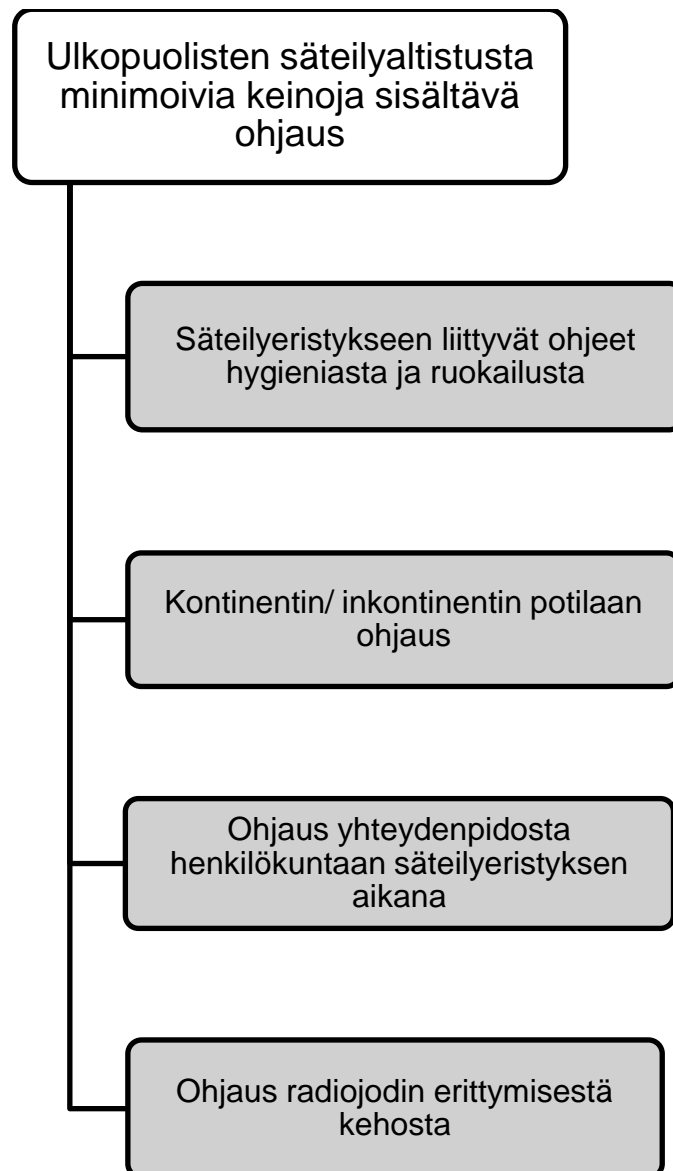 Ulkopuolisten säteilyaltistusta
minimoivia keinoja sisältävä
ohjaus
Säteilyeristykseen liittyvät ohjeet
hygieniasta ja ruokailusta
Kontinentin/ inkontinentin potilaan
ohjaus
Ohjaus yhteydenpidosta
henkilökuntaan säteilyeristyksen
aikana
Ohjaus radiojodin erittymisestä
kehosta